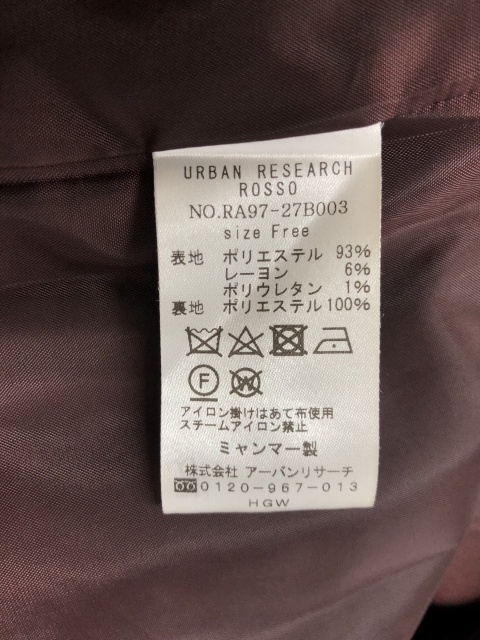 URBAN RESEARCH
ROSSO
NO.RA97-27B003
size Free
表地 ポリエステル 93%
レーヨン 6%
ポリウレタン 1%
裏地 ポリエステル 100%
F
W
アイロン掛けはあて布使用
スチームアイロン禁止
ミャンマー製
株式会社 アーバンリサーチ
0120-967-013
HGW